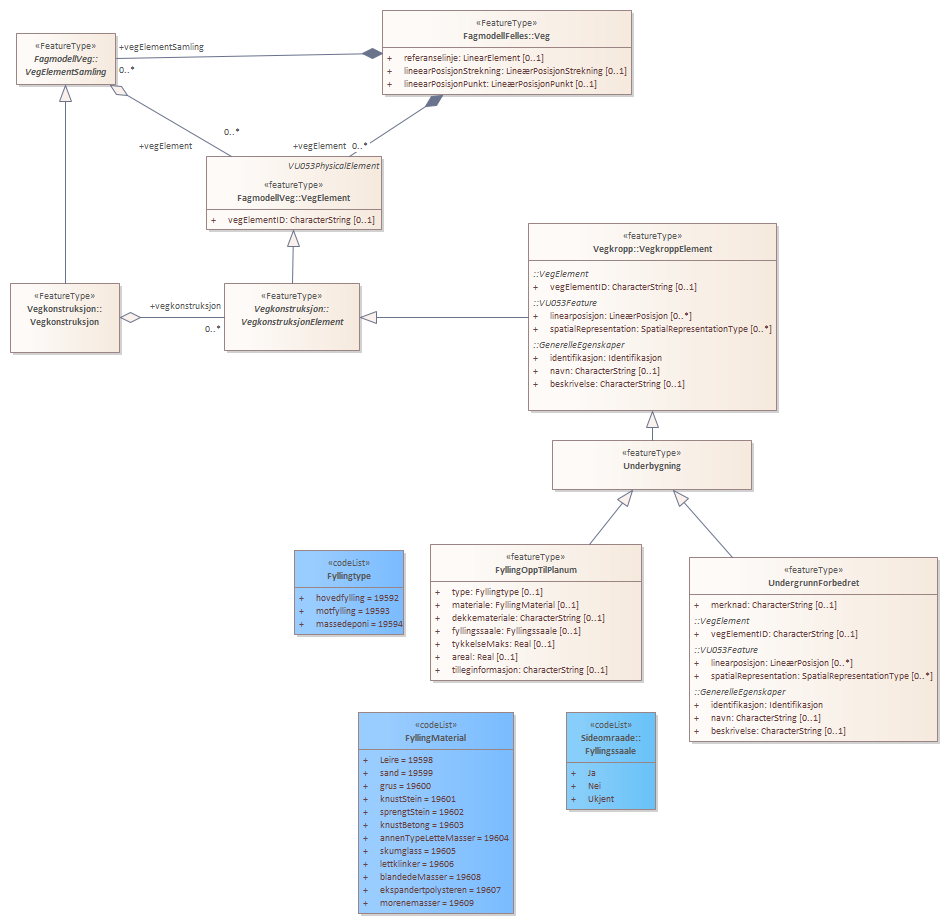 «FeatureType»
FagmodellVeg::
VegElementSamling
+vegElementSamling
0..*
«FeatureType»
FagmodellFelles::Veg
+ referanselinje: LinearElement [0..1]
+ lineearPosisjonStrekning: LineærPosisjonStrekning [0..1]
+ lineearPosisjonPunkt: LineærPosisjonPunkt [0..1]
0..*
+vegElement
+vegElement 0..*
VU053PhysicalElement
«featureType»
FagmodellVeg::VegElement
+ vegElementID: CharacterString [0..1]
«FeatureType»
Vegkonstruksjon::
Vegkonstruksjon
+vegkonstruksjon
0..*
«FeatureType»
Vegkonstruksjon::
VegkonstruksjonElement
«featureType»
Vegkropp::VegkroppElement
::VegElement
+ vegElementID: CharacterString [0..1]
::VU053Feature
+ linearposisjon: LineærPosisjon [0..*]
+ spatialRepresentation: SpatialRepresentationType [0..*]
::GenerelleEgenskaper
+ identifikasjon: Identifikasjon
+ navn: CharacterString [0..1]
+ beskrivelse: CharacterString [0..1]
«featureType»
Underbygning
«codeList»
Fyllingtype
+ hovedfylling = 19592
+ motfylling = 19593
+ massedeponi = 19594
«featureType»
FyllingOppTilPlanum
+ type: Fyllingtype [0..1]
+ materiale: FyllingMaterial [0..1]
+ dekkemateriale: CharacterString [0..1]
+ fyllingssaale: Fyllingssaale [0..1]
+ tykkelseMaks: Real [0..1]
+ areal: Real [0..1]
+ tilleginformasjon: CharacterString [0..1]
«featureType»
UndergrunnForbedret
+ merknad: CharacterString [0..1]
::VegElement
+ vegElementID: CharacterString [0..1]
::VU053Feature
+ linearposisjon: LineærPosisjon [0..*]
+ spatialRepresentation: SpatialRepresentationType [0..*]
::GenerelleEgenskaper
+ identifikasjon: Identifikasjon
+ navn: CharacterString [0..1]
+ beskrivelse: CharacterString [0..1]
«codeList»
FyllingMaterial
+ Leire = 19598
+ sand = 19599
+ grus = 19600
+ knustStein = 19601
+ sprengtStein = 19602
+ knustBetong = 19603
+ annenTypeLetteMasser = 19604
+ skumglass = 19605
+ lettklinker = 19606
+ blandedeMasser = 19608
+ ekspandertpolysteren = 19607
+ morenemasser = 19609
«codeList»
Sideomraade::
Fyllingssaale
+ Ja
+ Nei
+ Ukjent